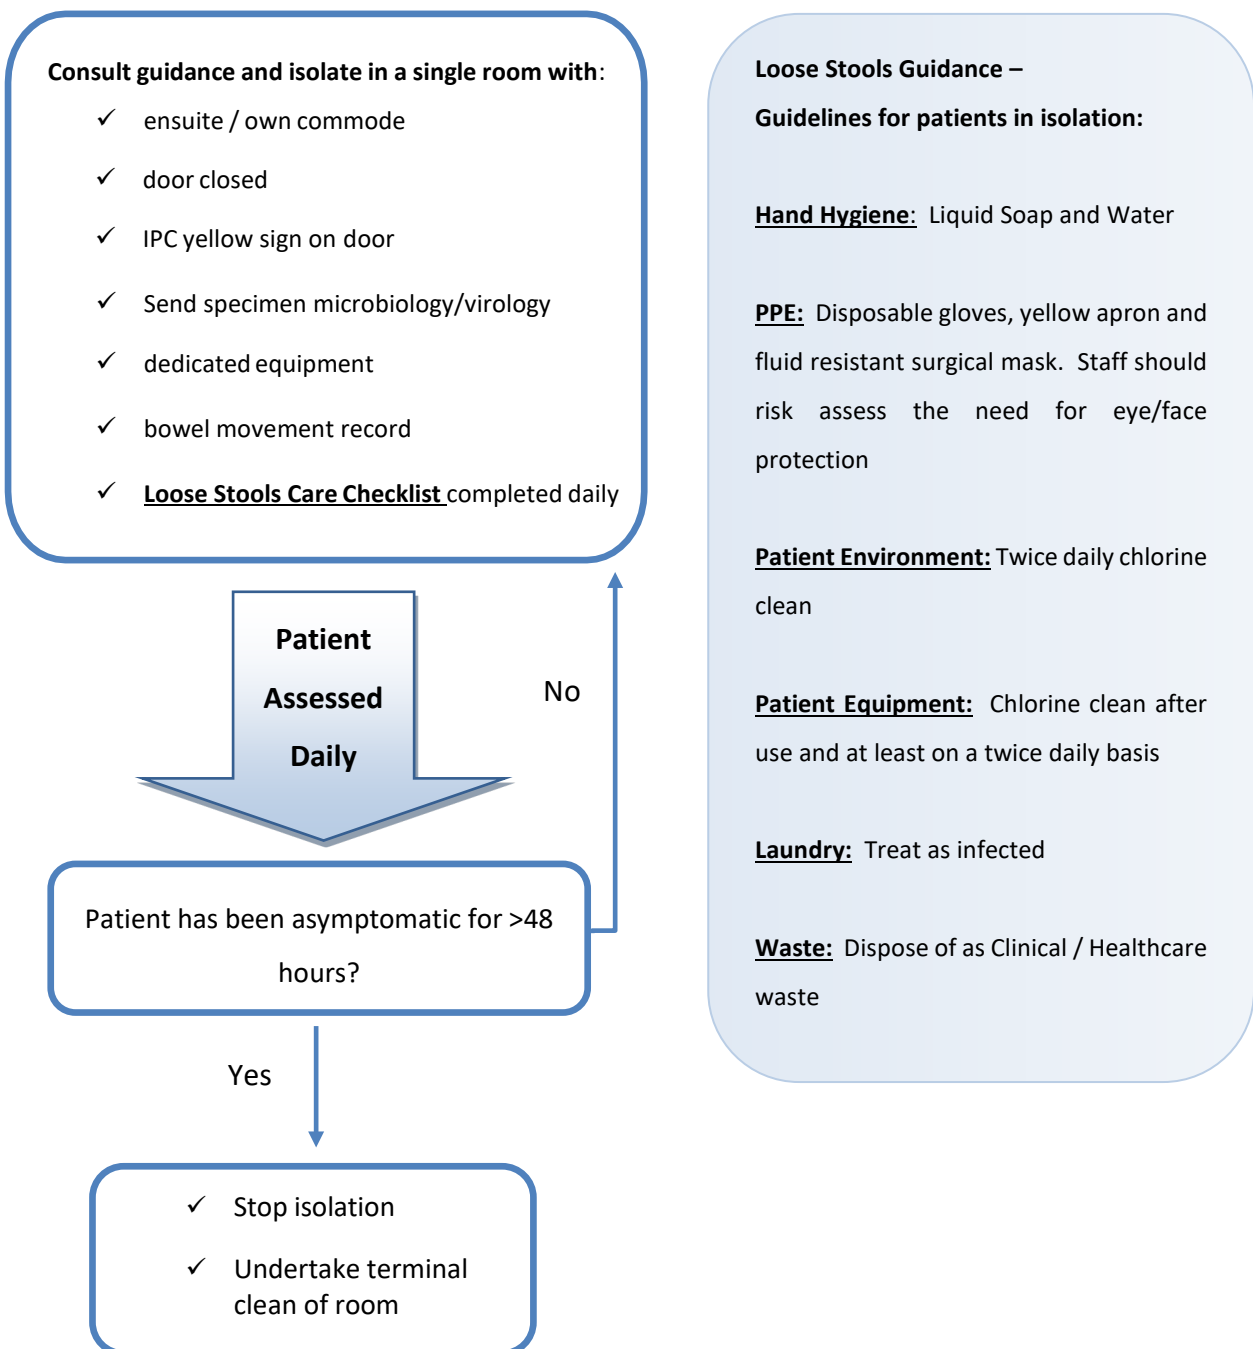 Consult guidance and isolate in a single room with:
✓ ensuite / own commode
✓ door closed
✓ IPC yellow sign on door
✓ Send specimen microbiology/virology
✓ dedicated equipment
✓ bowel movement record
✓ Loose Stools Care Checklist completed daily
Patient
Assessed
Daily
No
Patient has been asymptomatic for >48
hours?
Yes
✓ Stop isolation
✓ Undertake terminal
clean of room
Loose Stools Guidance –
Guidelines for patients in isolation:
Hand Hygiene: Liquid Soap and Water
PPE: Disposable gloves, yellow apron and
fluid resistant surgical mask. Staff should
risk assess the need for eye/face
protection
Patient Environment: Twice daily chlorine
clean
Patient Equipment: Chlorine clean after
use and at least on a twice daily basis
Laundry: Treat as infected
Waste: Dispose of as Clinical / Healthcare
waste